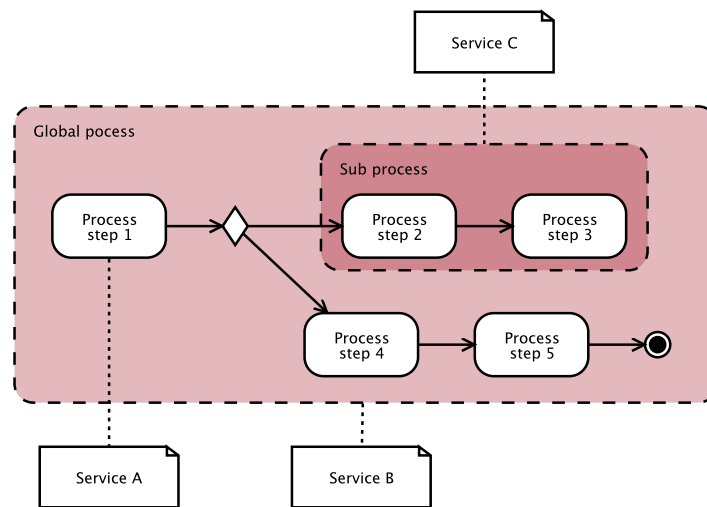 Service C
Global pocess
Sub process
Process
step 1
Process
step 2
Process
step 3
Process
step 4
Process
step 5
Service A
Service B